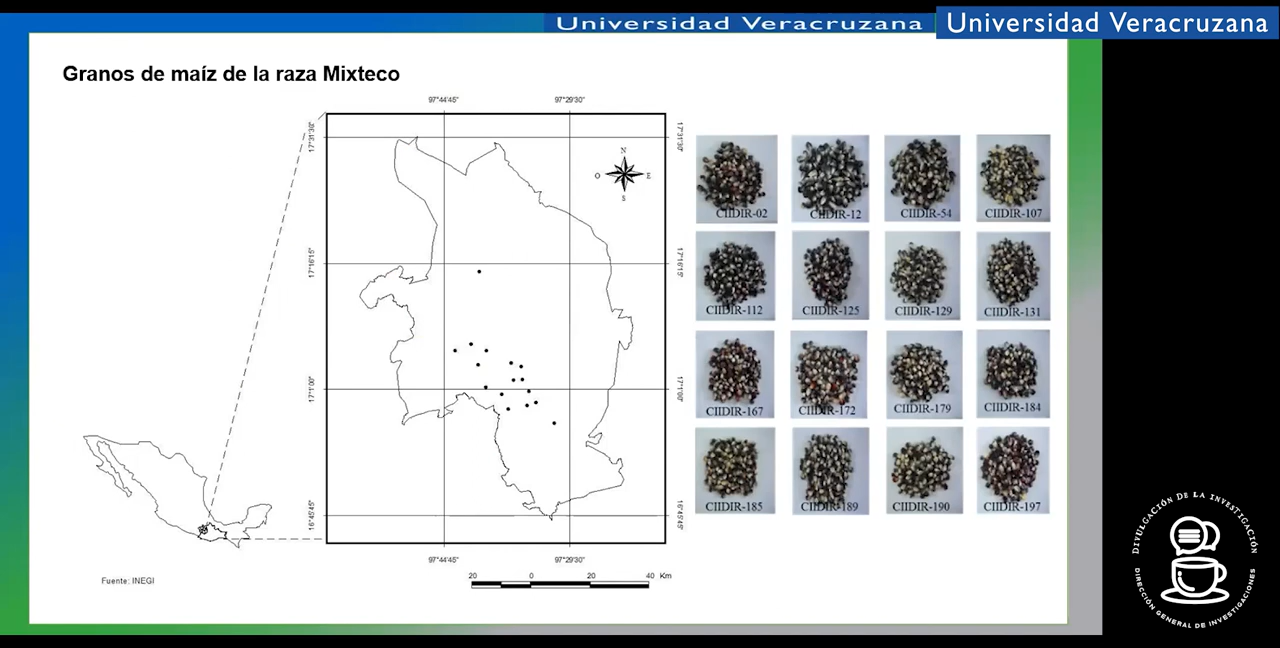 Universidad Veracruzana
Universidad Veracruzana
Granos de maíz de la raza Mixteco
97°44'45" 97°29'30"
17°31'30" 17°31'30"
N
O E
S
17°16'15" 17°16'15"
17°1'00" 17°1'00"
16°45'45" 16°45'45"
97°44'45" 97°29'30"
20 0 20 40 Km
Fuente: INEGI
CIIDIR-02 CIIDIR-12 CIIDIR-54 CIIDIR-107
CIIDIR-112 CIIDIR-125 CIIDIR-129 CIIDIR-131
CIIDIR-167 CIIDIR-172 CIIDIR-179 CIIDIR-184
CIIDIR-185 CIIDIR-189 CIIDIR-190 CIIDIR-197
DIVULGACIÓN DE LA INVESTIGACIÓN
DIRECCIÓN GENERAL DE INVESTIGACIONES